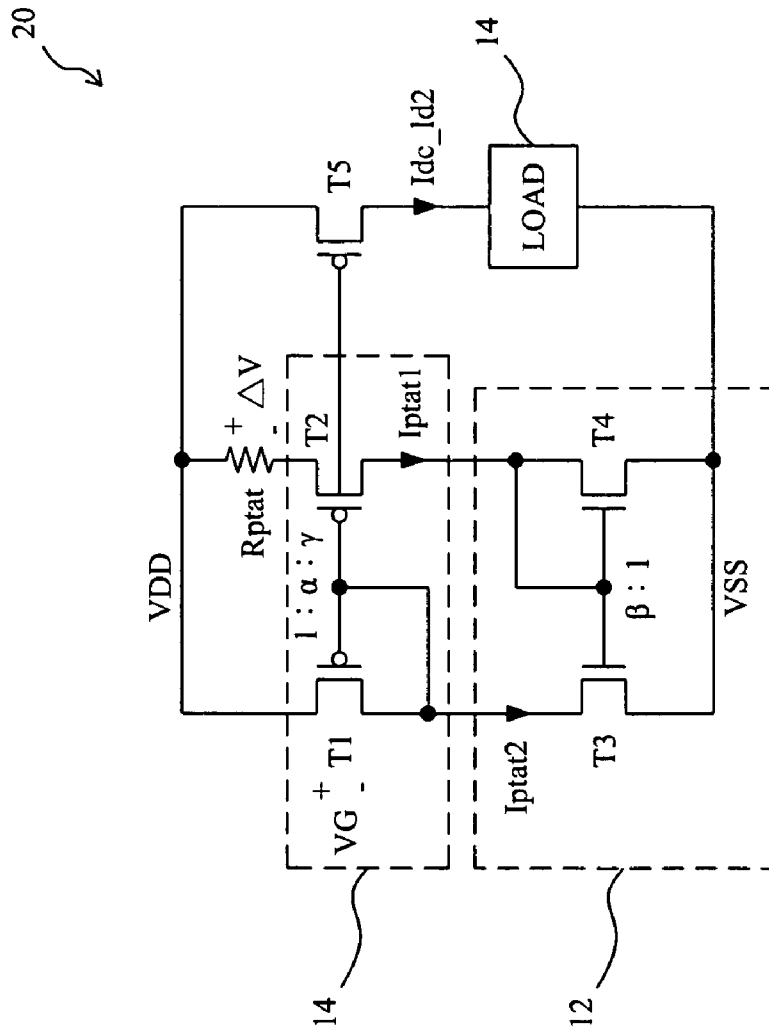 20
VDD
Rptat
+
△V
-
14
1 : α : γ
T2
T5
VG
+
-
T1
Iptat1
Idc_ld2
14
LOAD
Iptat2
T3
β : 1
T4
12
VSS